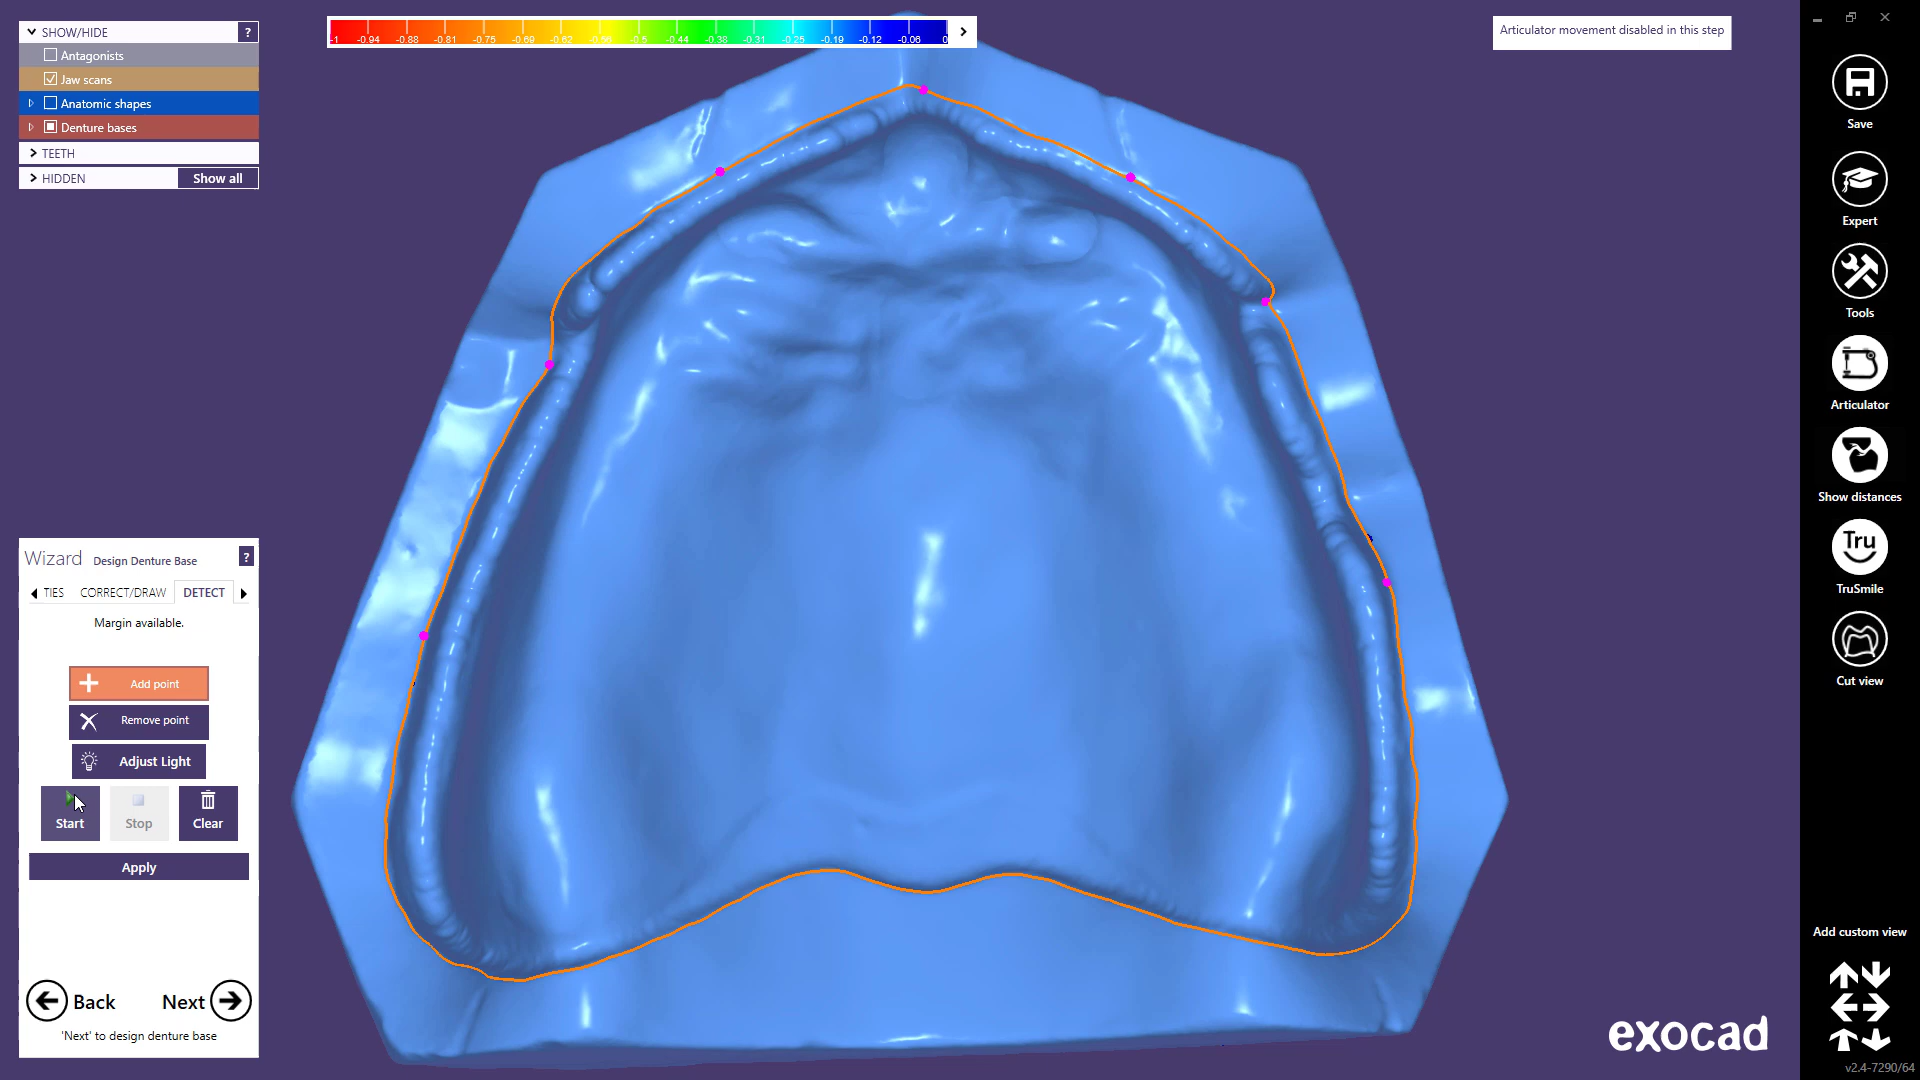 SHOW/HIDE ?
Antagonists
Jaw scans
Anatomic shapes
Denture bases
TEETH
HIDDEN Show all
-1 -0.94 -0.88 -0.81 -0.75 -0.69 -0.62 -0.56 -0.5 -0.44 -0.38 -0.31 -0.25 -0.19 -0.12 -0.06 0
Articulator movement disabled in this step
Save
Expert
Tools
Articulator
Show distances
Tru
TruSmile
Cut view
Add custom view
Wizard Design Denture Base ?
TIES CORRECT/DRAW DETECT
Margin available.
Add point
Remove point
Adjust Light
Start Stop Clear
Apply
Back Next
'Next' to design denture base
exocad
v2.4-7290/64